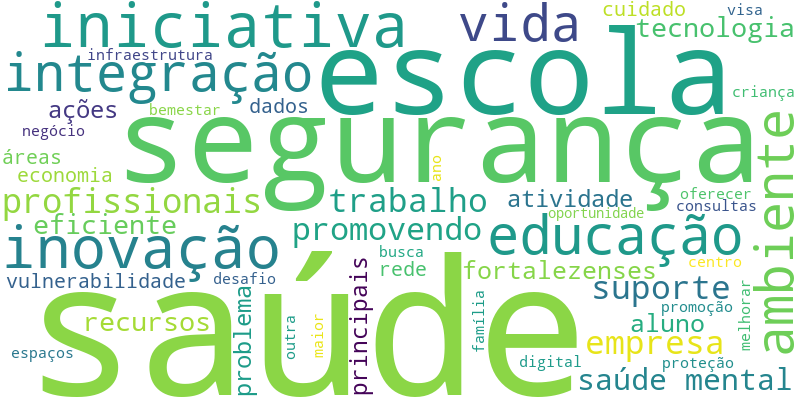 iniciativa
vida
cuidado
visa
tecnologia
infraestrutura
integração
escola
criança
ações
bemestar
dados
negócio
segurança
ambiente
áreas
economia
ano
profissionais
trabalho
atividade
oferecer
consultas
oportunidade
eficiente
promovendo
educação
inovação
busca
rede
fortalezenses
centro
vulnerabilidade
desafio
saúde
suporte
problema
principais
família
promoção
melhorar
recursos
outra
maior
aluno
empresa
espaços
digital
proteção
saúde mental